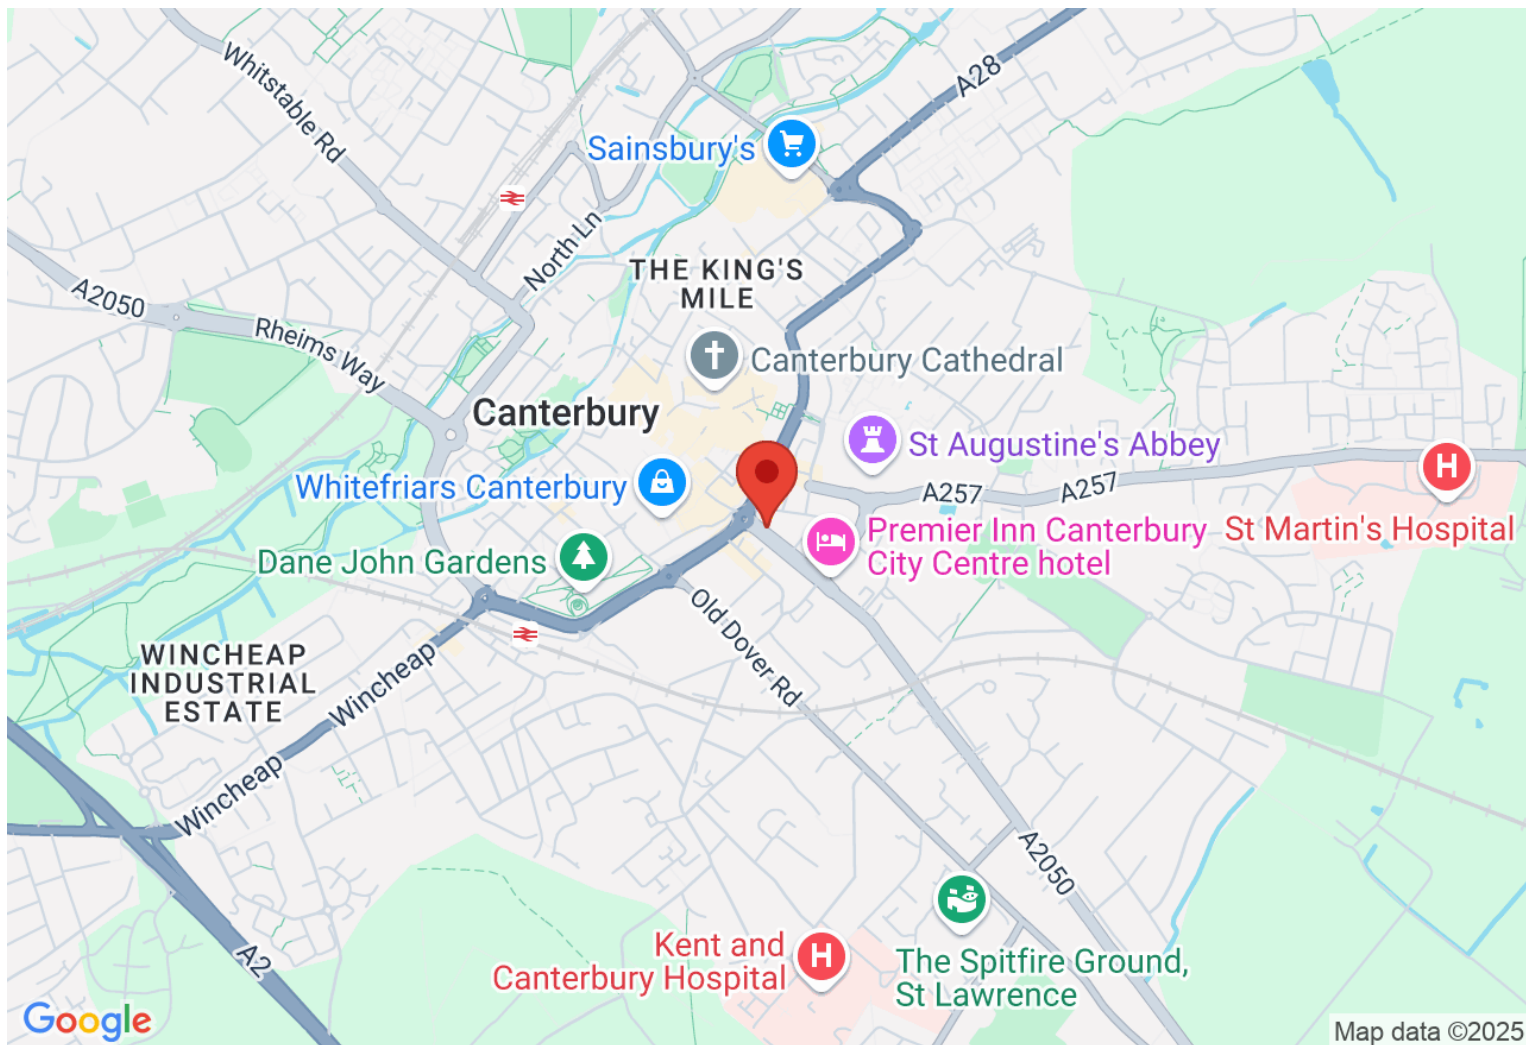 Whitstable Rd
A28
Sainsbury's
North Ln
THE KING'S
MILE
A2050
Rheims Way
Canterbury Cathedral
Canterbury
St Augustine's Abbey
Whitefriars Canterbury
A257
A257
St Martin's Hospital
Premier Inn Canterbury
City Centre hotel
Dane John Gardens
Old Dover Rd
WINCHEAP
INDUSTRIAL
ESTATE
Wincheap
Wincheap
A2050
A2
Kent and
Canterbury Hospital
The Spitfire Ground,
St Lawrence
Google
Map data ©2025
H
H